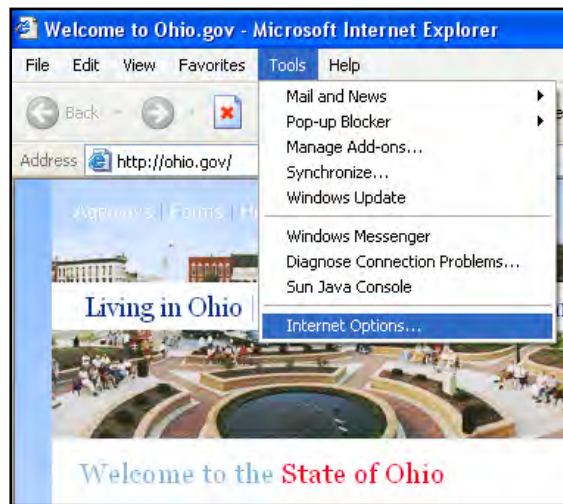 Welcome to Ohio.gov - Microsoft Internet Explorer
File Edit View Favorites Tools Help
Back
Address http://ohio.gov/
Mail and News
Pop-up Blocker
Manage Add-ons...
Synchronize...
Windows Update
Windows Messenger
Diagnose Connection Problems...
Sun Java Console
Internet Options...
Agencies | Forms |
Living in Ohio |
Welcome to the State of Ohio